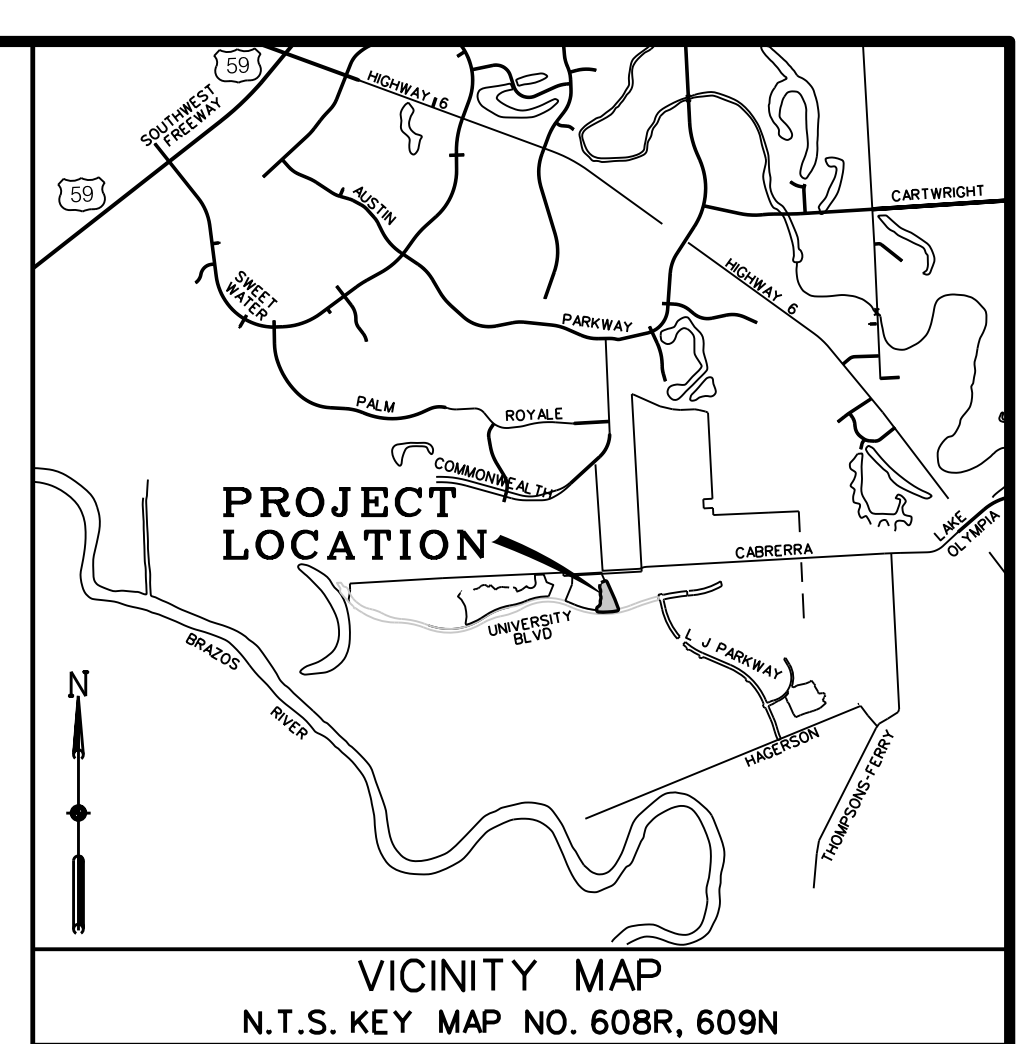 59
SOUTHWEST
FREEWAY
HIGHWAY 6
59
AUSTIN
CARTWRIGHT
SWEET
WATER
HIGHWAY 6
PARKWAY
PALM
ROYALE
COMMONWEALTH
PROJECT
LOCATION
LAKE
OLYMPIA
CABRERRA
UNIVERSITY
BLVD
BRAZOS
L J PARKWAY
RIVER
N
HAGERSON
THOMPSONS-FERRY
VICINITY MAP
N.T.S. KEY MAP NO. 608R, 609N